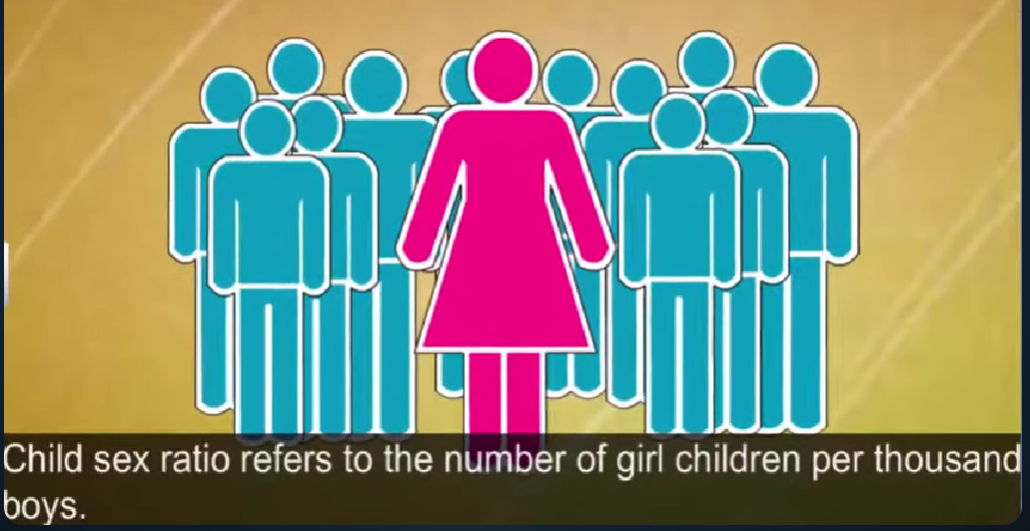 Child sex ratio refers to the number of girl children per thousand
boys.